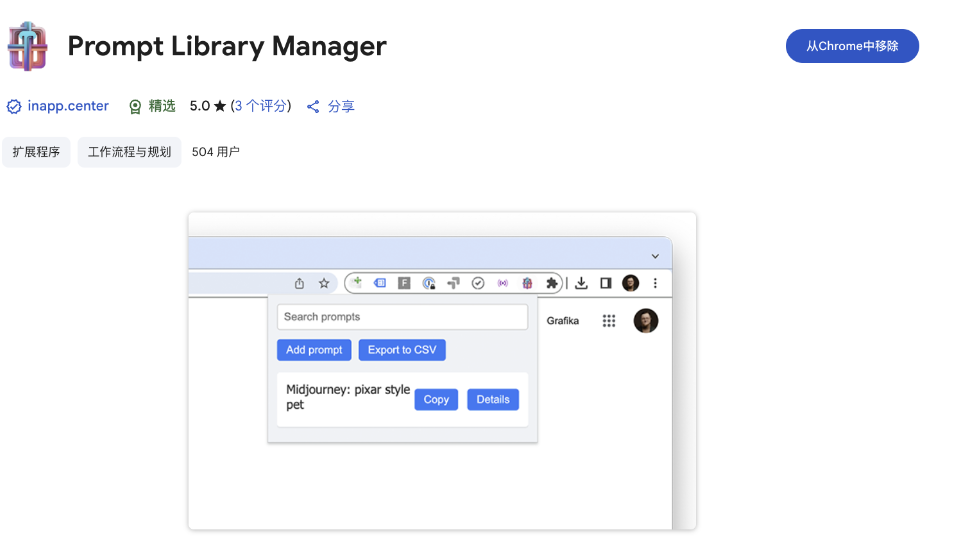 Prompt Library Manager
从Chrome中移除
inapp.center 精选 5.0 ★ (3 个评分) 分享
扩展程序 工作流程与规划 504 用户
Search prompts
Grafika
Add prompt Export to CSV
Midjourney: pixar style
pet
Copy Details